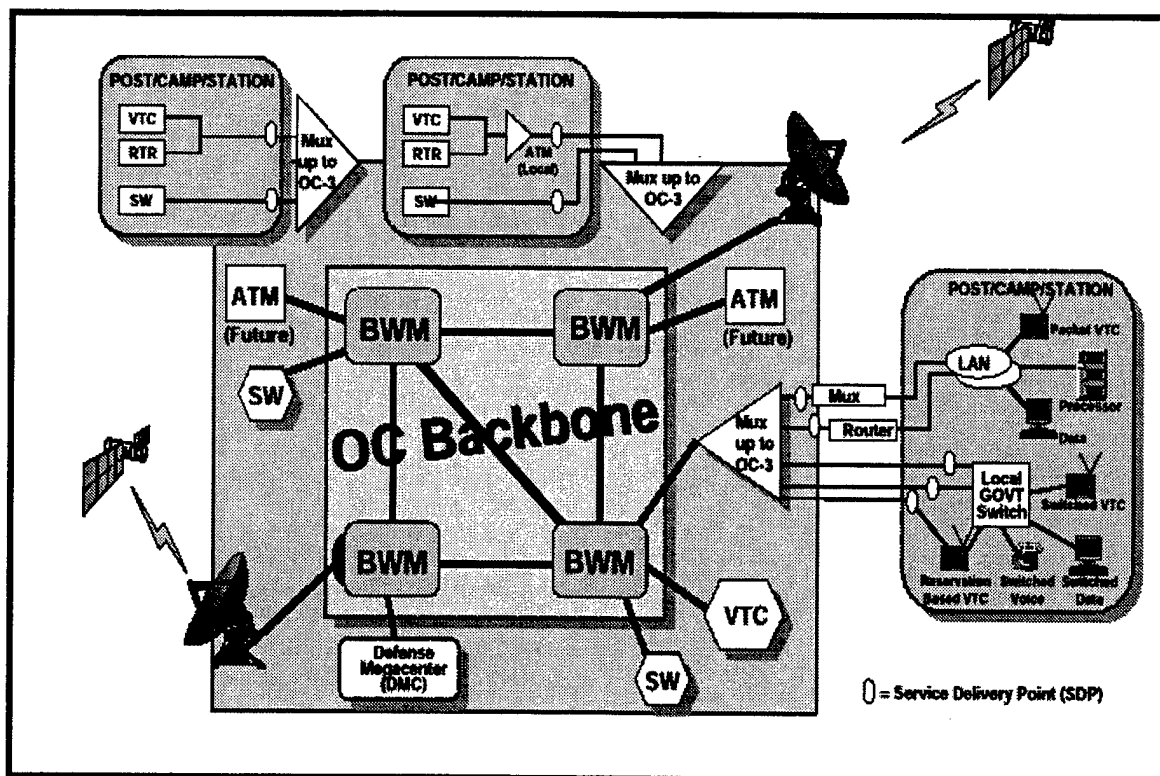 POST/CAMP/STATION
VTC
RTR
SW
Mux
up to
OC-3
POST/CAMP/STATION
VTC
RTR
SW
ATM
(Local)
Mux up to
OC-3
ATM
(Future)
SW
BWM
BWM
ATM
(Future)
OC Backbone
BWM
BWM
Defense
Megacenter
(DMC)
SW
VTC
Mux
up to
OC-3
POST/CAMP/STATION
Packet VTC
LAN
Mux
Router
Processor
Data
Local
GOVT
Switch
Switched VTC
Reservation
Based VTC
Switched
Voice
Switched
Data
= Service Delivery Point (SDP)